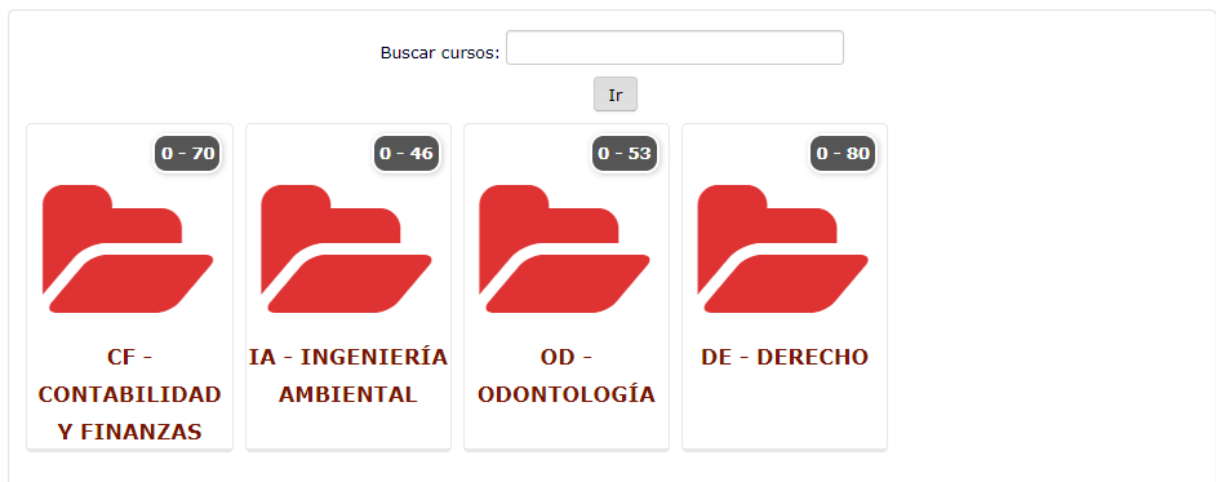 Buscar cursos:
Ir
0 - 70
CF -
CONTABILIDAD
Y FINANZAS
0 - 46
IA - INGENIERÍA
AMBIENTAL
0 - 53
OD -
ODONTOLOGÍA
0 - 80
DE - DERECHO